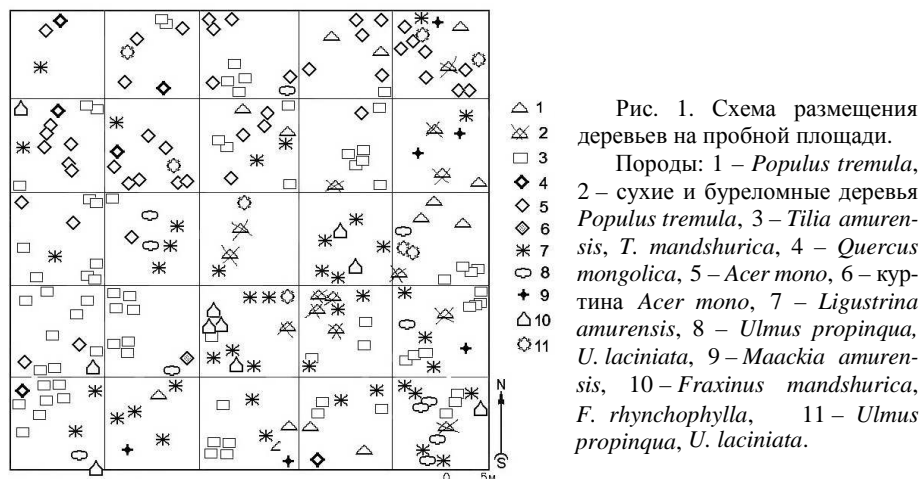 1
2
3
4
5
6
7
8
9
10
11
N
S
0 5м
Рис. 1. Схема размещения
деревьев на пробной площади.
Породы: 1 – Populus tremula,
2 – сухие и буреломные деревья
Populus tremula, 3 – Tilia amuren-
sis, T. mandshurica, 4 – Quercus
mongolica, 5 – Acer mono, 6 – кур-
тина Acer mono, 7 – Ligustrina
amurensis, 8 – Ulmus propinqua,
U. laciniata, 9 – Maackia amuren-
sis, 10 – Fraxinus mandshurica,
F. rhynchophylla, 11 – Ulmus
propinqua, U. laciniata.